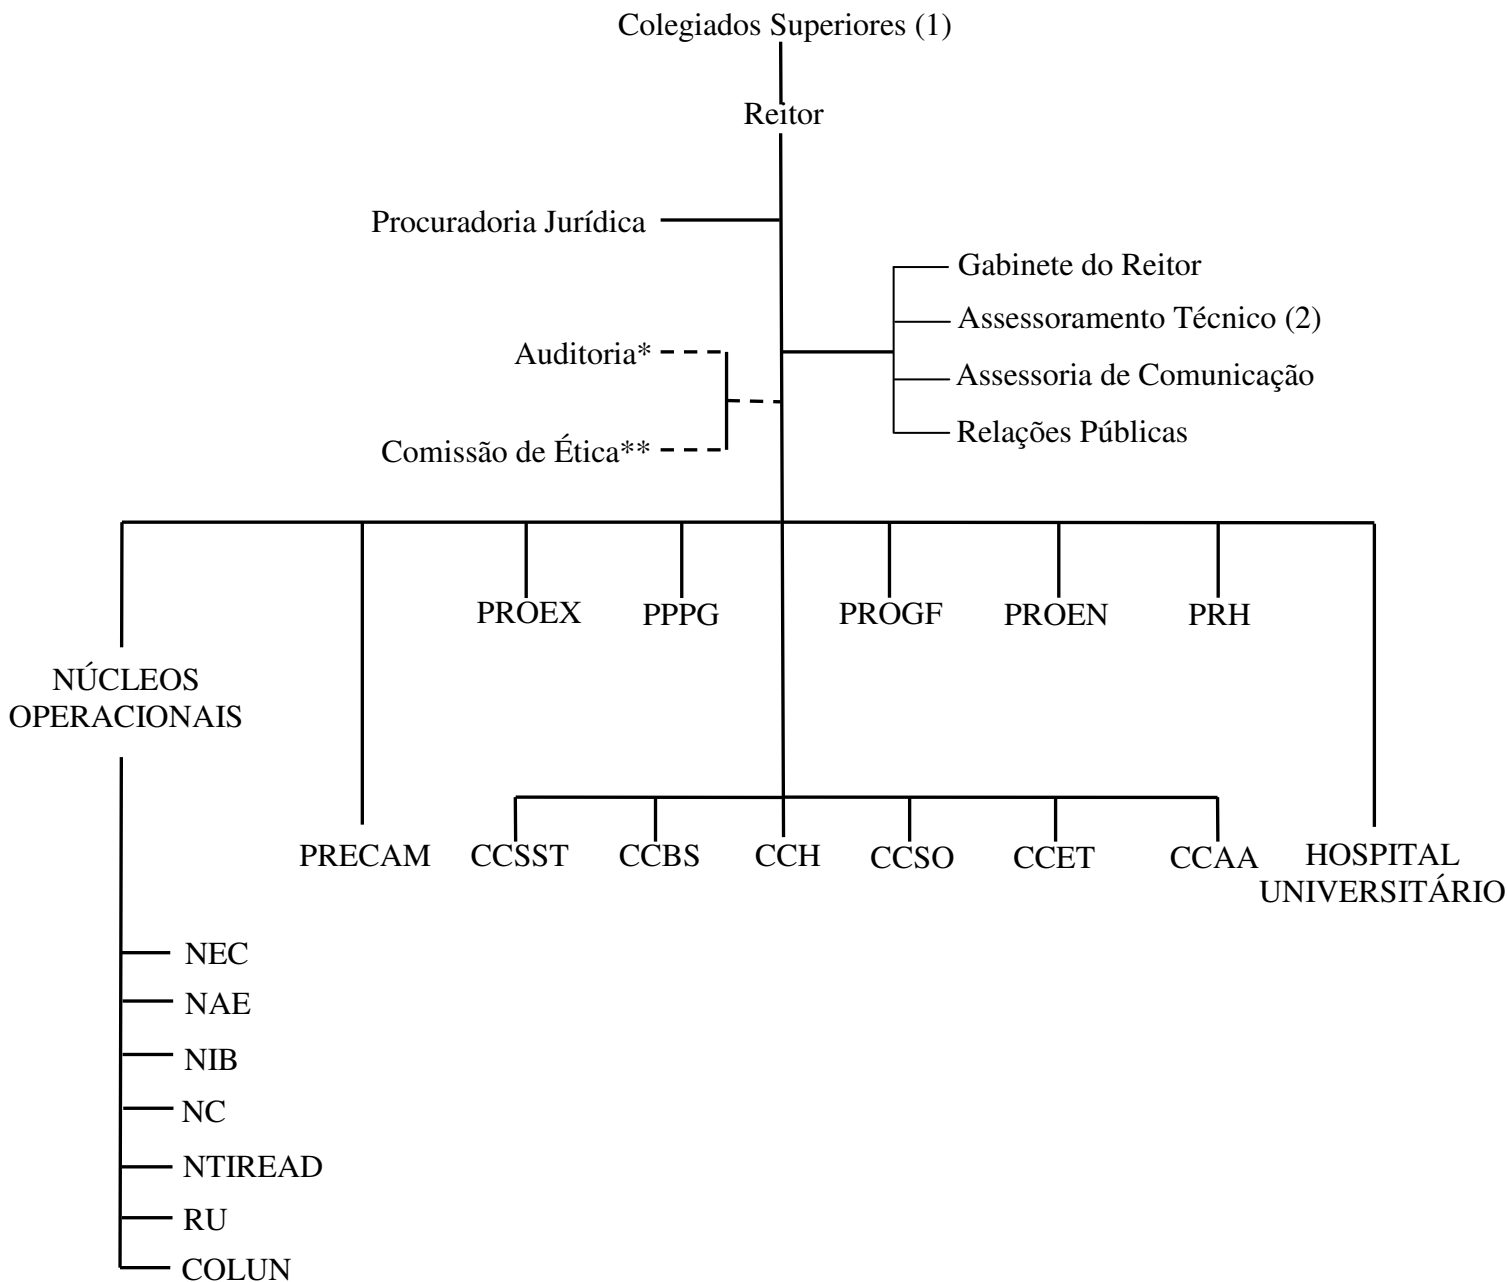 Colegiados Superiores (1)
Reitor
Procuradoria Jurídica
Gabinete do Reitor
Assessoramento Técnico (2)
Auditoria*
Assessoria de Comunicação
Relações Públicas
Comissão de Ética**
PROEX
PPPG
PROGF
PROEN
PRH
NÚCLEOS
OPERACIONAIS
PRECAM
CCSST
CCBS
CCH
CCSO
CCET
CCAA
HOSPITAL
UNIVERSITÁRIO
NEC
NAE
NIB
NC
NTIREAD
RU
COLUN